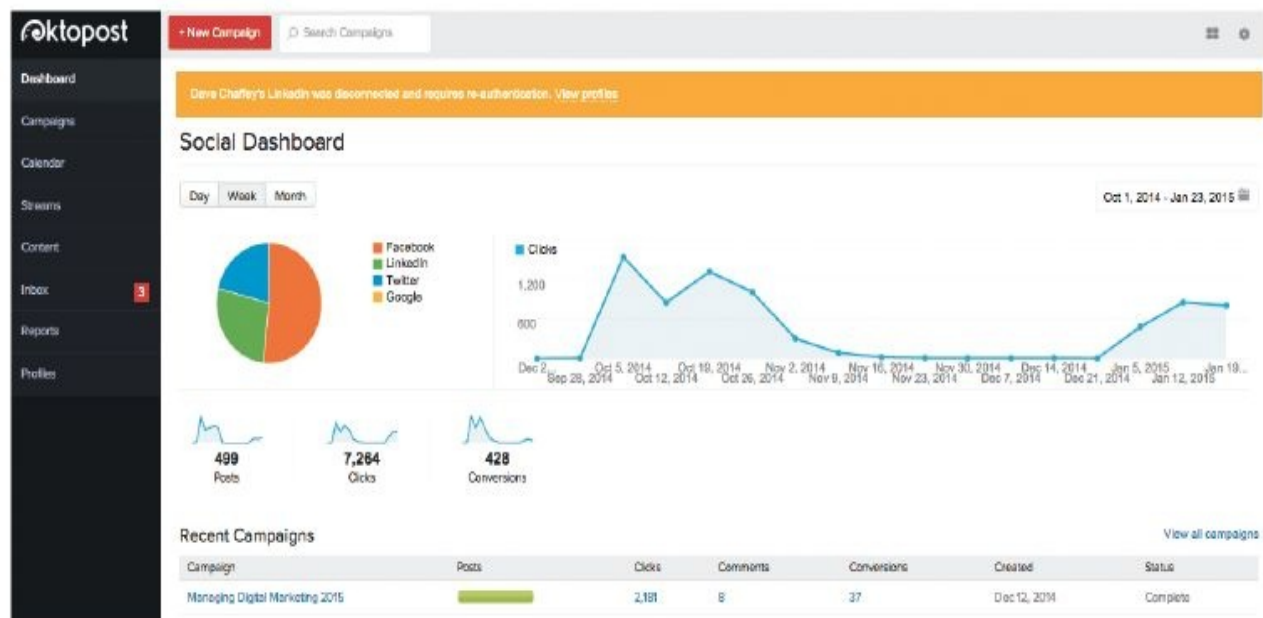 Oktopost
+ New Campaign
Search Campaigns
Dashboard
Campaigns
Calendar
Streams
Content
Inbox 3
Reports
Profiles
Dave Chaffey's LinkedIn was disconnected and requires re-authentication. View profiles
Social Dashboard
Day Week Month
Oct 1, 2014 - Jan 23, 2015
Facebook
LinkedIn
Twitter
Google
Clicks
1,200
600
Dec 2... Oct 5, 2014 Oct 19, 2014 Nov 2, 2014 Nov 16, 2014 Nov 30, 2014 Dec 14, 2014 Jan 5, 2015 Jan 19...
Sep 28, 2014 Oct 12, 2014 Oct 26, 2014 Nov 9, 2014 Nov 23, 2014 Dec 7, 2014 Dec 21, 2014 Jan 12, 2015
499 7,264 428
Posts Clicks Conversions
Recent Campaigns View all campaigns
Campaign Posts Clicks Comments Conversions Created Status
Managing Digital Marketing 2015 2,181 8 37 Dec 12, 2014 Complete